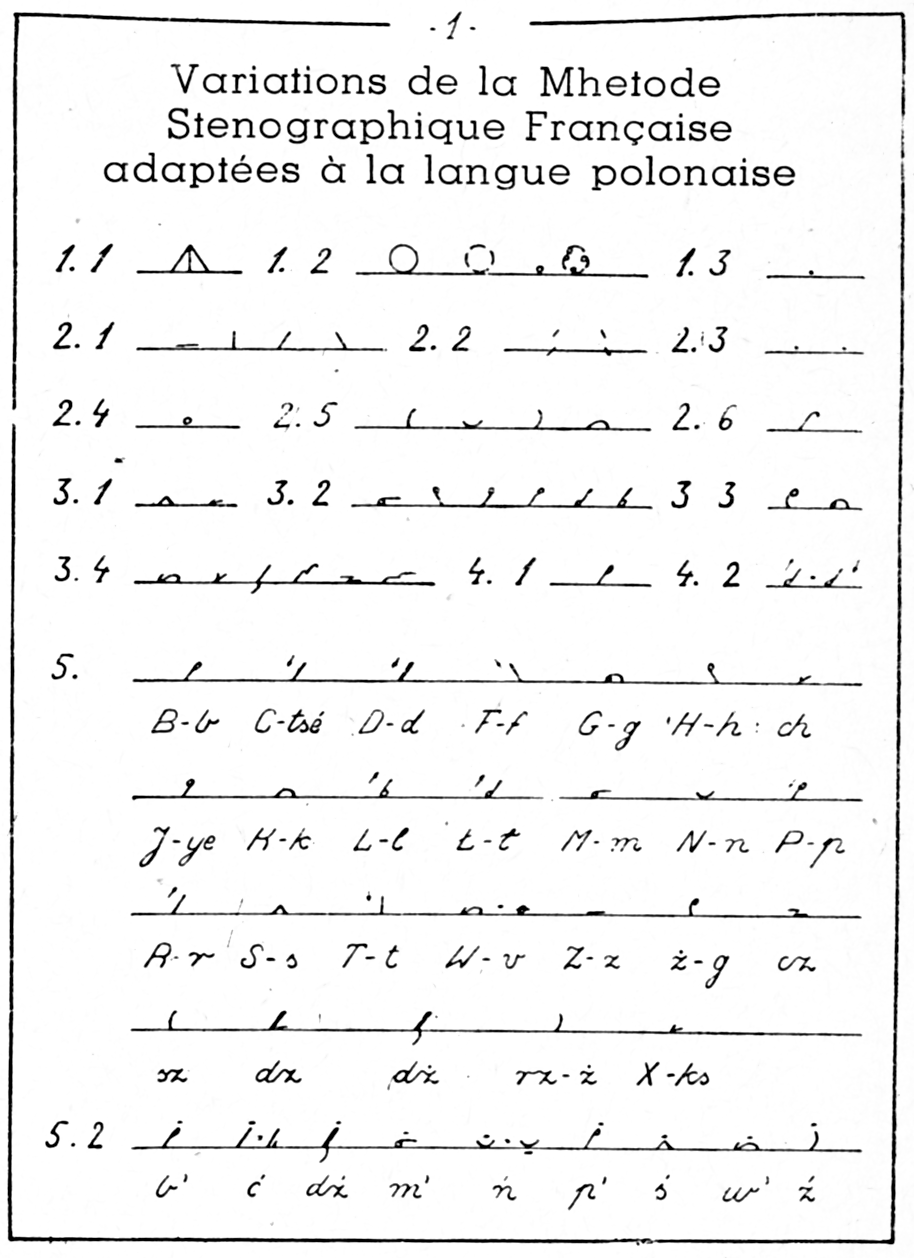 - 1 -
Variations de la Mhetode
Stenographique Française
adaptées à la langue polonaise
1.1 1.2 1.3
2.1 2.2 2.3
2.4 2.5 2.6
3.1 3.2 3 3
3.4 4.1 4.2
5.
B-b C-tsé D-d F-f G-g H-h : ch
J-ye K-k L-l Ł-ł M-m N-n P-p
R-r S-s T-t W-v Z-z ż-g cz
sz dz dż rz-ż X-ks
5.2
b' ć dź m' ń p' ś w' ź